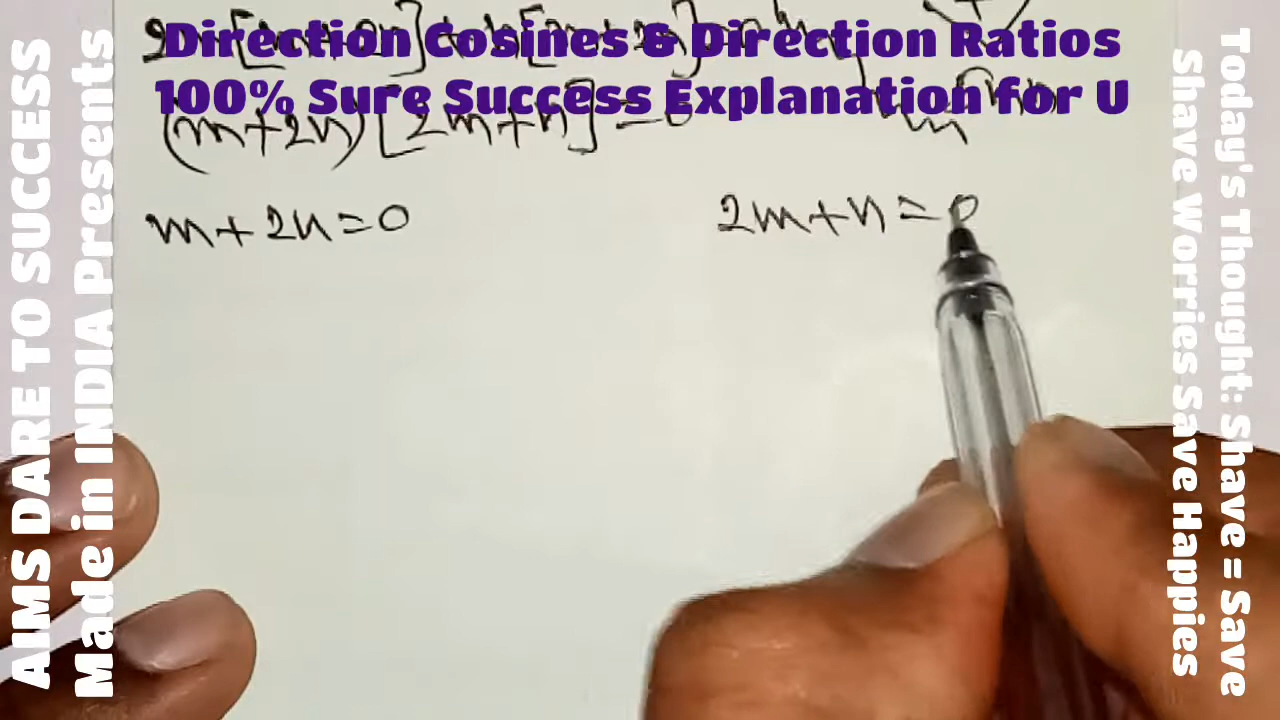 Direction Cosines & Direction Ratios
100% Sure Success Explanation for U
(m+2n)[2m+n]=0
m+2n=0
2m+n=0
AIMS DARE TO SUCCESS
Made in INDIA Presents
Today's Thought: Shave = Save
Shave Worries Save Happies